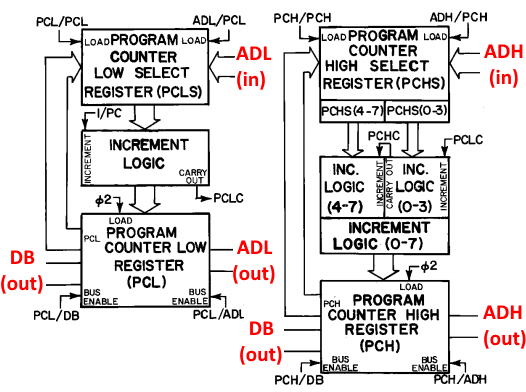 PCL/PCL ADL/PCL
LOAD PROGRAM LOAD
COUNTER
LOW SELECT
REGISTER (PCLS)
ADL
(in)
I/PC
INCREMENT
INCREMENT
LOGIC
CARRY
OUT
PCLC
φ2
LOAD
PCL
PROGRAM
COUNTER LOW
REGISTER
(PCL)
BUS
ENABLE
BUS
ENABLE
DB
(out)
ADL
(out)
PCL/DB
PCL/ADL
PCH/PCH ADH/PCH
LOAD PROGRAM LOAD
COUNTER
HIGH SELECT
REGISTER (PCHS)
ADH
(in)
PCHS(4-7) PCHS(0-3)
PCHC
PCLC
INC.
LOGIC
(4-7)
INCREMENT
CARRY OUT
INC.
LOGIC
(0-3)
INCREMENT
INCREMENT
LOGIC (0-7)
φ2
LOAD
PCH
PROGRAM
COUNTER HIGH
REGISTER
(PCH)
BUS
ENABLE
BUS
ENABLE
DB
(out)
ADH
(out)
PCH/DB
PCH/ADH